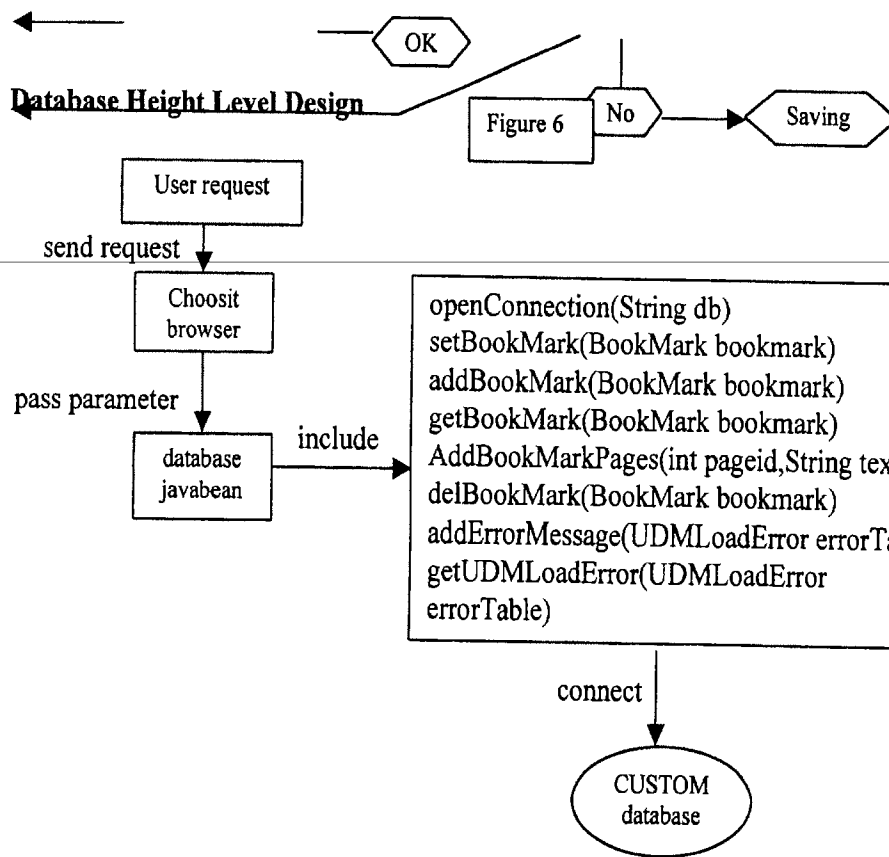 OK
Database Height Level Design
Figure 6
No
Saving
User request
send request
Choosit
browser
pass parameter
database
javabean
include
openConnection(String db)
setBookMark(BookMark bookmark)
addBookMark(BookMark bookmark)
getBookMark(BookMark bookmark)
AddBookMarkPages(int pageid,String tex
delBookMark(BookMark bookmark)
addErrorMessage(UDMLoadError errorTa
getUDMLoadError(UDMLoadError
errorTable)
connect
CUSTOM
database